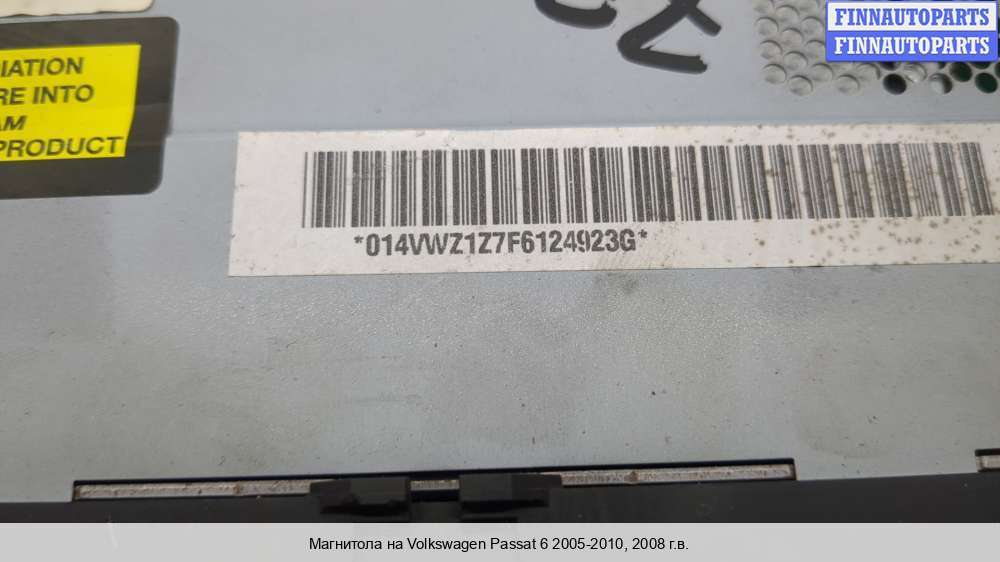 FINNAUTOPARTS
FINNAUTOPARTS
IATION
RE INTO
AM
PRODUCT
*014VWZ1Z7F6124923G*
Магнитола на Volkswagen Passat 6 2005-2010, 2008 г.в.